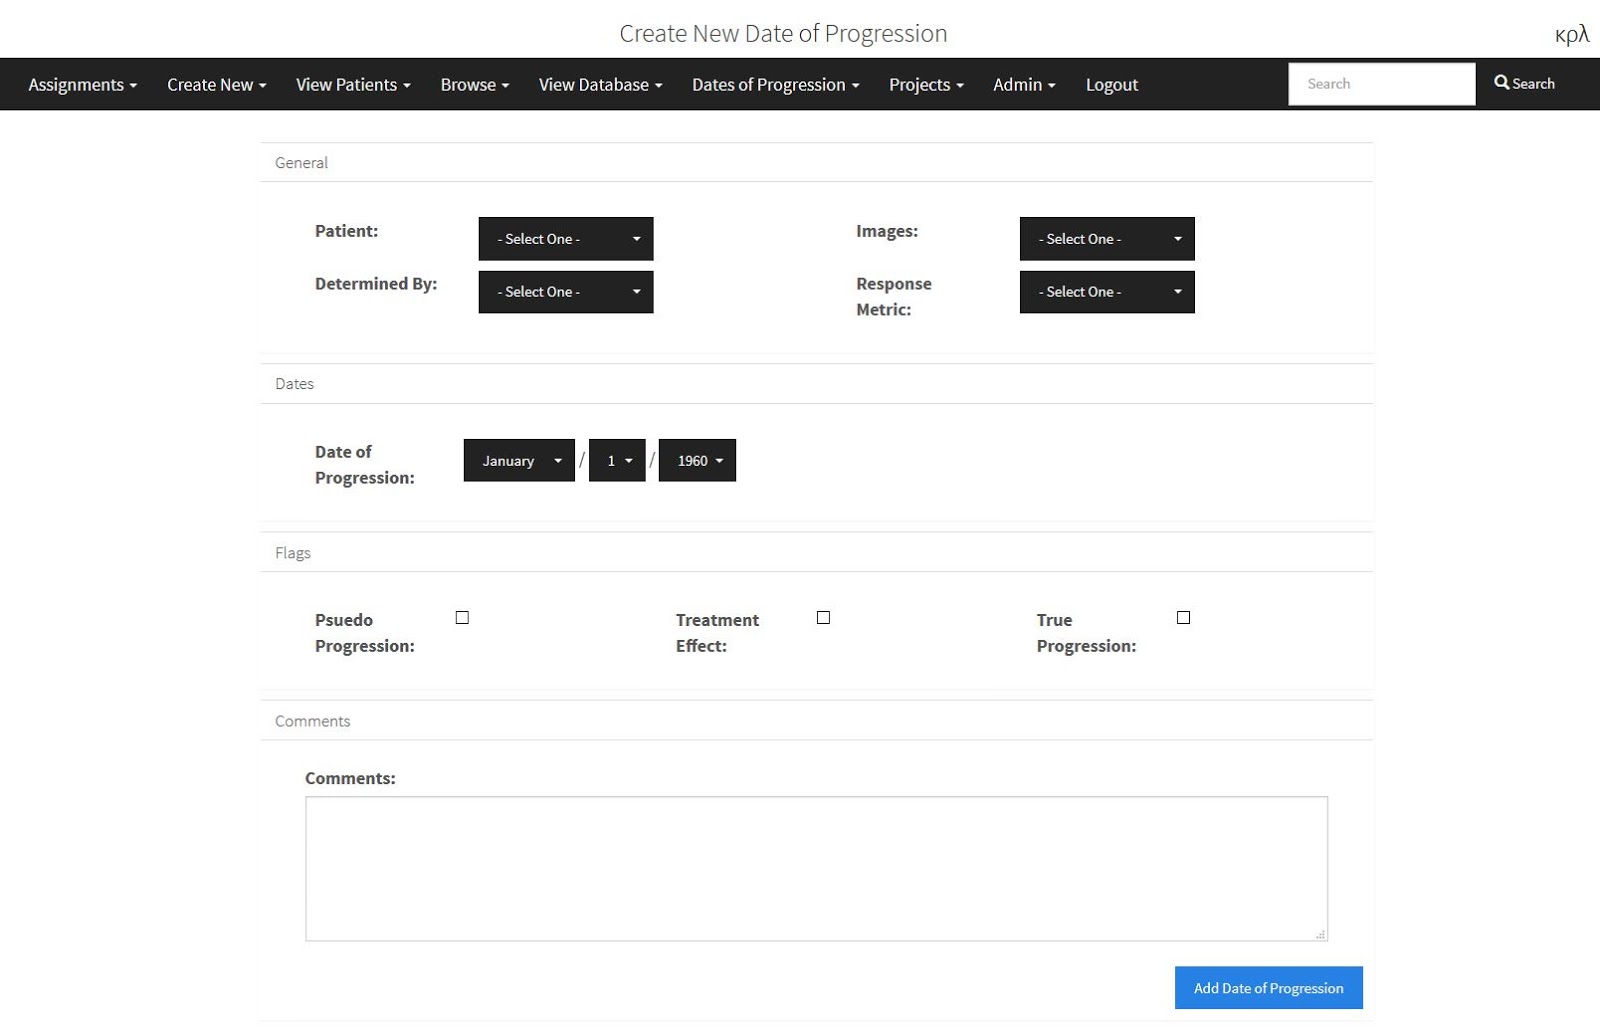 Create New Date of Progression
κρλ
Assignments Create New View Patients Browse View Database Dates of Progression Projects Admin Logout Search Search
General
Patient: - Select One - Images: - Select One -
Determined By: - Select One - Response Metric: - Select One -
Dates
Date of Progression: January / 1 / 1960
Flags
Psuedo Progression: Treatment Effect: True Progression:
Comments
Comments:
Add Date of Progression